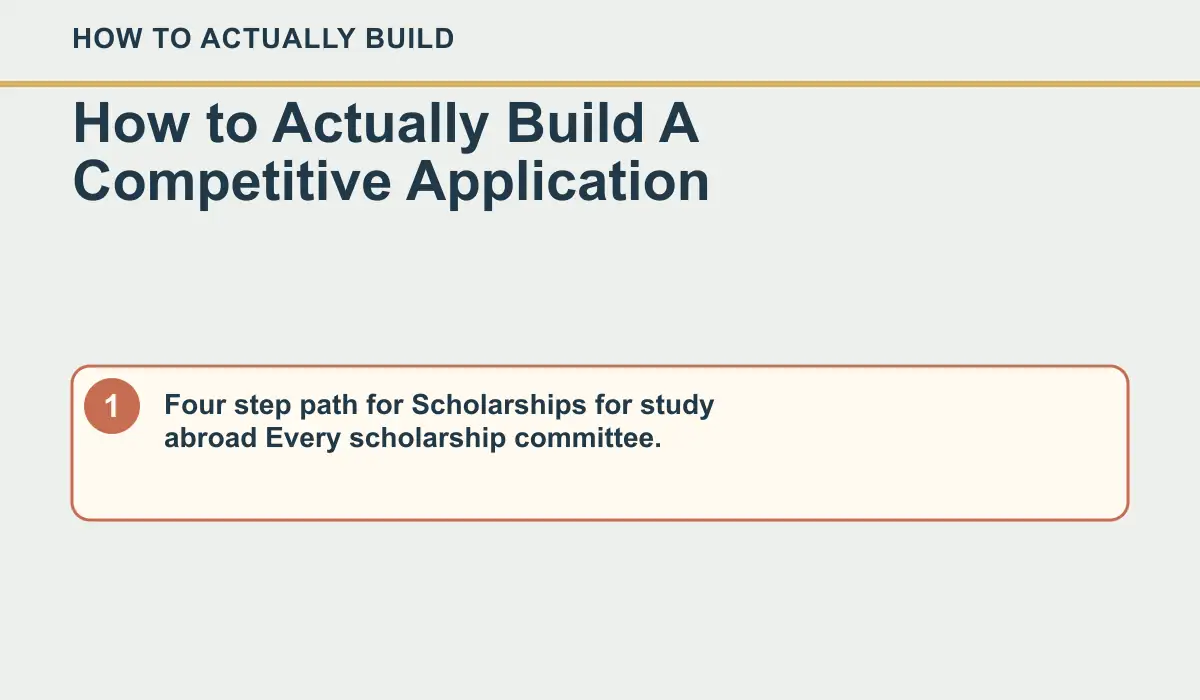 HOW TO ACTUALLY BUILD
How to Actually Build A
Competitive Application
1
Four step path for Scholarships for study
abroad Every scholarship committee.